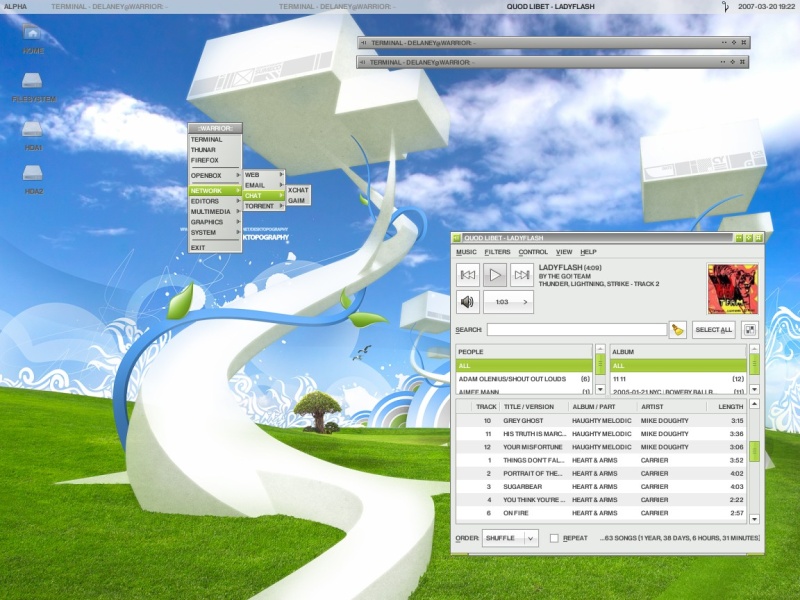 ALPHA TERMINAL - DELANEY@WARRIOR: ~ TERMINAL - DELANEY@WARRIOR: ~ QUOD LIBET - LADYFLASH 2007-03-20 19:22
TERMINAL - DELANEY@WARRIOR: ~
TERMINAL - DELANEY@WARRIOR: ~
HOME
FILESYSTEM
HDA1
HDA2
::WARRIOR::
TERMINAL
THUNAR
FIREFOX
OPENBOX
NETWORK
EDITORS
MULTIMEDIA
GRAPHICS
SYSTEM
EXIT
WEB
EMAIL
CHAT
TORRENT
XCHAT
GAIM
KTOPOGRAPHY
QUOD LIBET - LADYFLASH
MUSIC FILTERS CONTROL VIEW HELP
LADYFLASH (4:09)
BY THE GO! TEAM
THUNDER, LIGHTNING, STRIKE - TRACK 2
TEAM
1:03 >
SEARCH: SELECT ALL
PEOPLE
ALL
ADAM OLENIUS/SHOUT OUT LOUDS (6)
AIMEE MANN (1)
ALBUM
ALL
11 11 (12)
2005-01-21 NYC (BOWERY BALLR... (11)
TRACK TITLE / VERSION ALBUM / PART ARTIST LENGTH
10 GREY GHOST HAUGHTY MELODIC MIKE DOUGHTY 3:15
11 HIS TRUTH IS MARC... HAUGHTY MELODIC MIKE DOUGHTY 3:36
12 YOUR MISFORTUNE HAUGHTY MELODIC MIKE DOUGHTY 3:06
1 THINGS DON'T FAL... HEART & ARMS CARRIER 3:52
2 PORTRAIT OF THE... HEART & ARMS CARRIER 4:02
3 SUGARBEAR HEART & ARMS CARRIER 4:03
4 YOU THINK YOU'RE ... HEART & ARMS CARRIER 2:22
6 ON FIRE HEART & ARMS CARRIER 2:57
ORDER: SHUFFLE REPEAT ...63 SONGS (1 YEAR, 38 DAYS, 6 HOURS, 31 MINUTES)